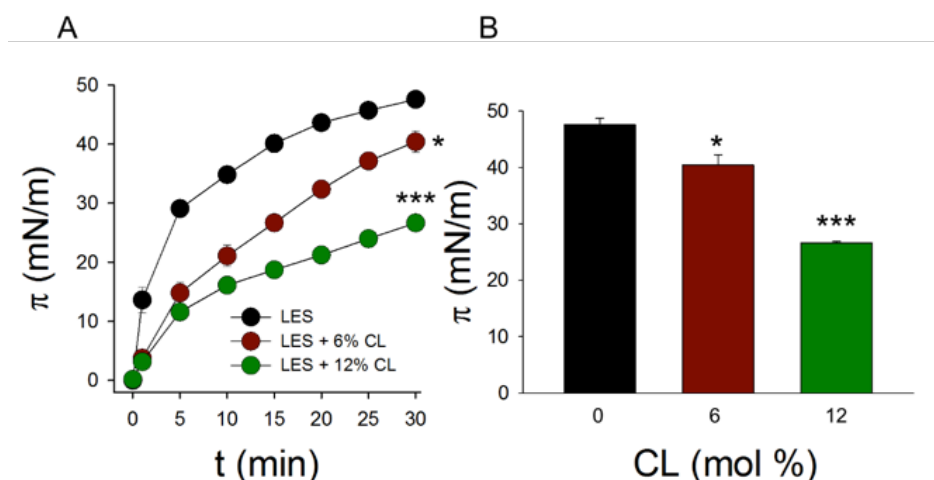 A
B
π (mN/m)
50
40
30
20
10
0
*
***
LES
LES + 6% CL
LES + 12% CL
0 5 10 15 20 25 30
t (min)
π (mN/m)
50
40
30
20
10
0
*
***
0 6 12
CL (mol %)